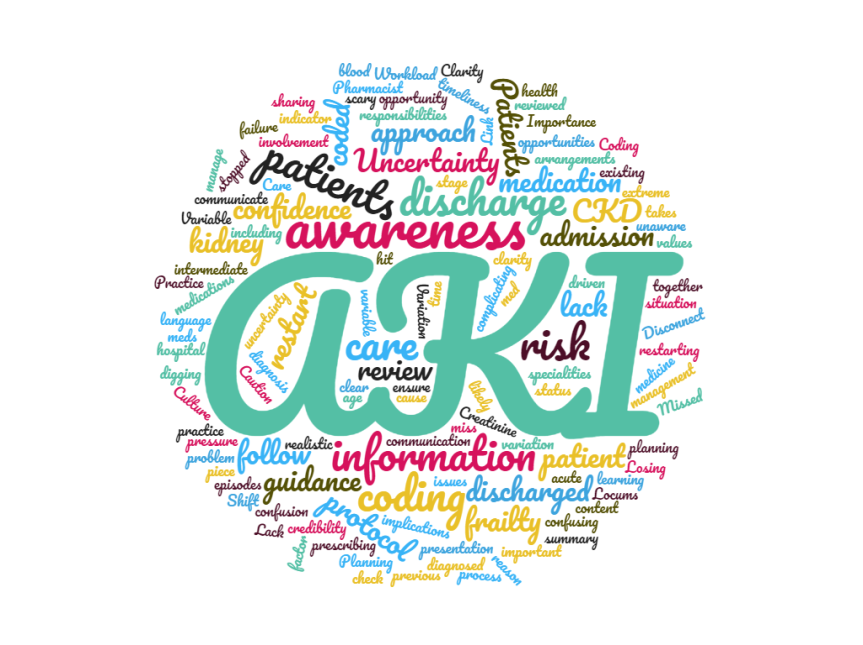 blood
Workload
Clarity
Pharmacist
timeliness
Patients
health
sharing
scary
opportunity
reviewed
indicator
coded
responsibilities
Link
Importance
failure
approach
opportunities
Coding
involvement
Uncertainty
arrangements
manage
stopped
patients
stage
medication
existing
Care
extreme
communicate
confidence
discharge
CKD
takes
Variable
including
awareness
unaware
kidney
admission
values
hit
clarity
intermediate
AKI
Practice
medications
uncertainty
restart
variable
Variation
time
complicating
med
driven
together
lack
situation
language
Disconnect
meds
care
risk
hospital
diagnosis
review
restarting
digging
Caution
specialities
medicine
clear
ensure
status
management
Culture
age
cause
likely
Missed
Creatinine
practice
miss
pressure
realistic
communication
variation
planning
problem
follow
information
patient
Losing
piece
guidance
issues
acute
learning
episodes
coding
discharged
Locums
Shift
content
confusion
protocol
implications
frailty
confusing
Lack
credibility
summary
factor
prescribing
presentation
important
Planning
diagnosed
reason
check
previous
process